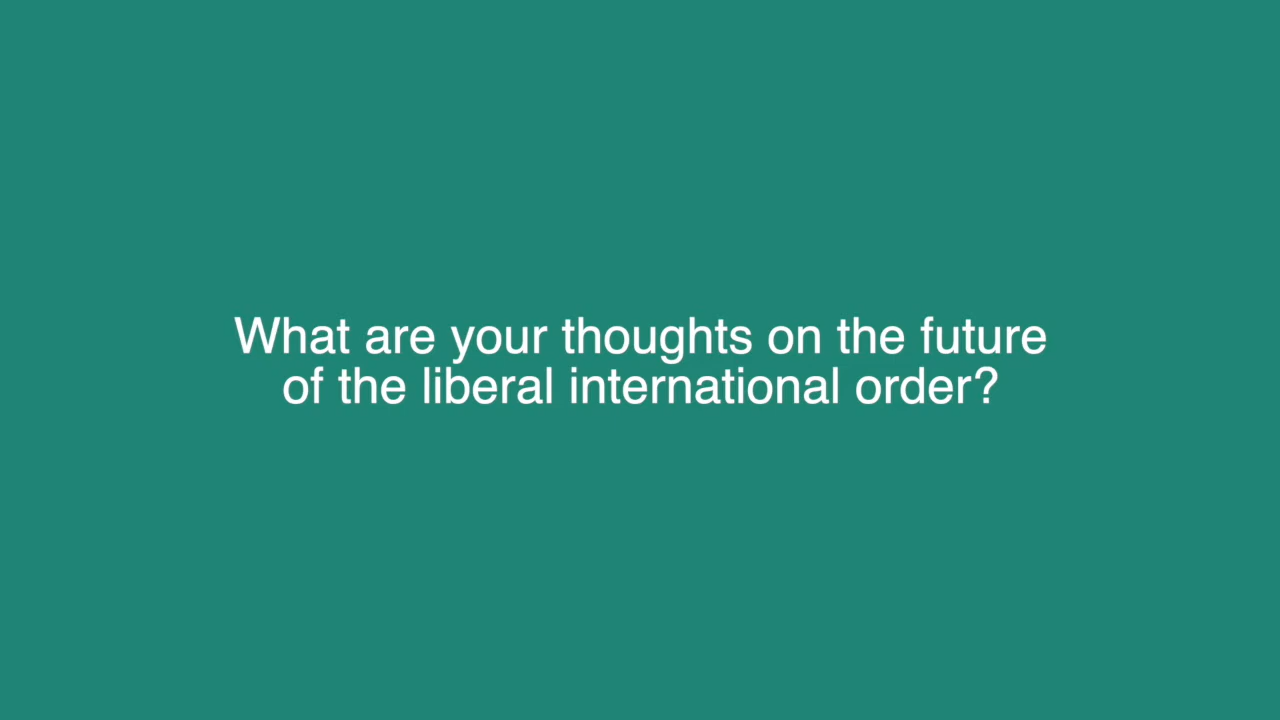 What are your thoughts on the future
of the liberal international order?